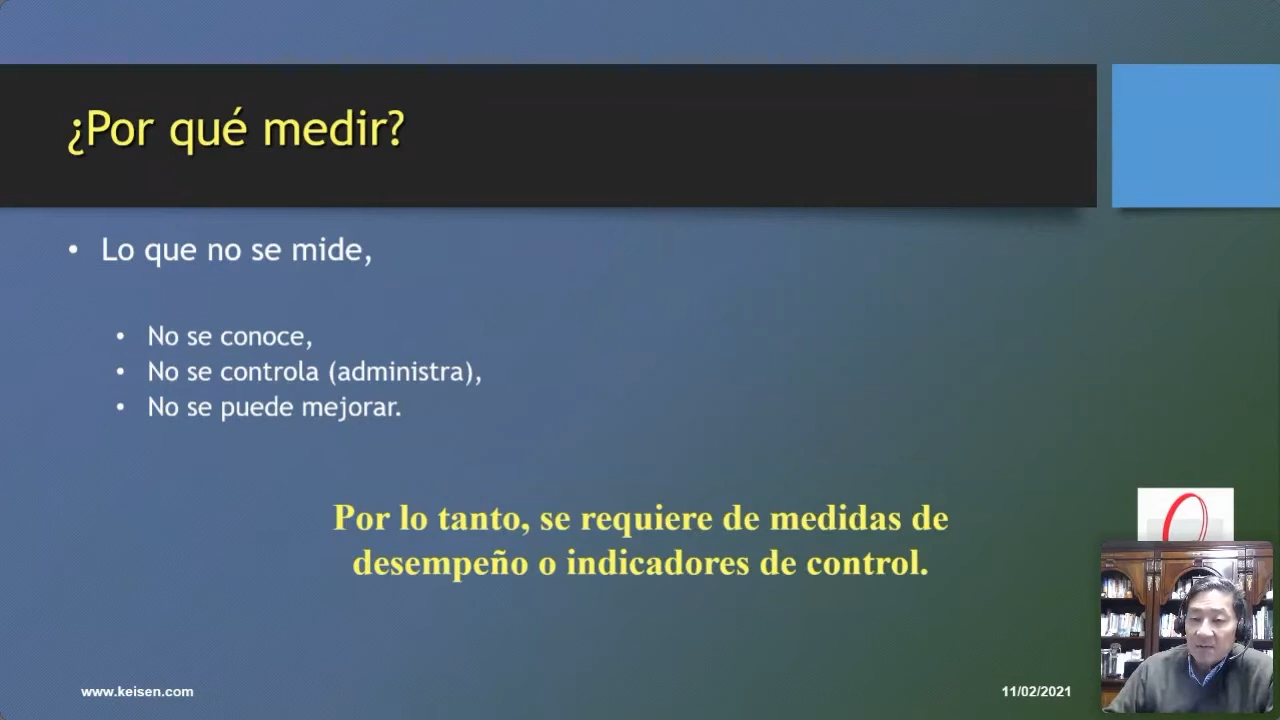 ¿Por qué medir?
• Lo que no se mide,
• No se conoce,
• No se controla (administra),
• No se puede mejorar.
Por lo tanto, se requiere de medidas de
desempeño o indicadores de control.
www.keisen.com
11/02/2021